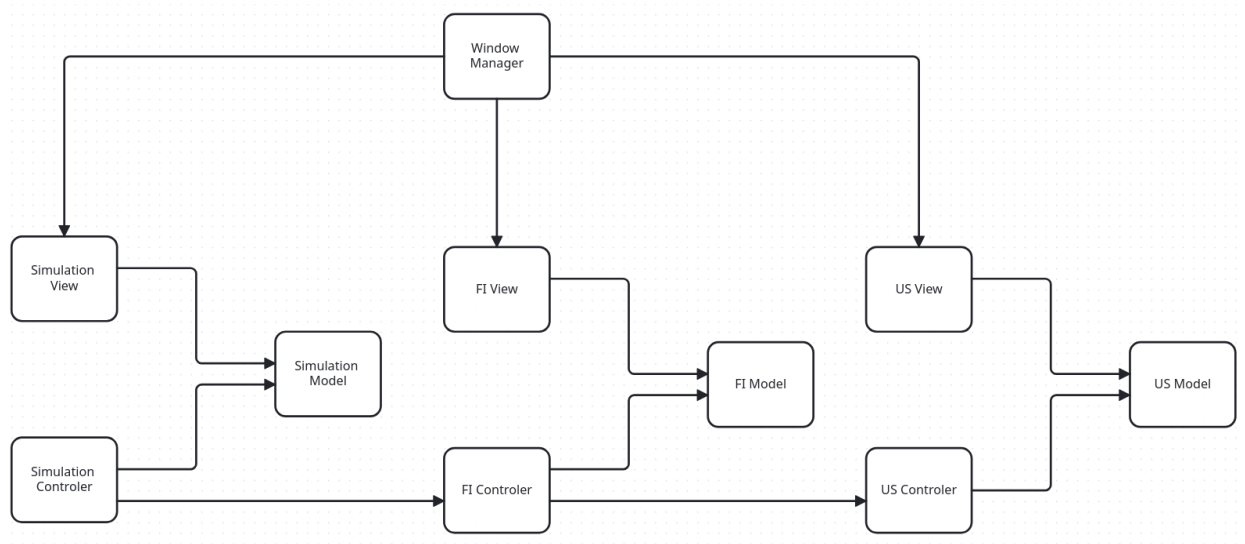 Window
Manager
Simulation
View
FI View
US View
Simulation
Model
FI Model
US Model
Simulation
Controler
FI Controler
US Controler